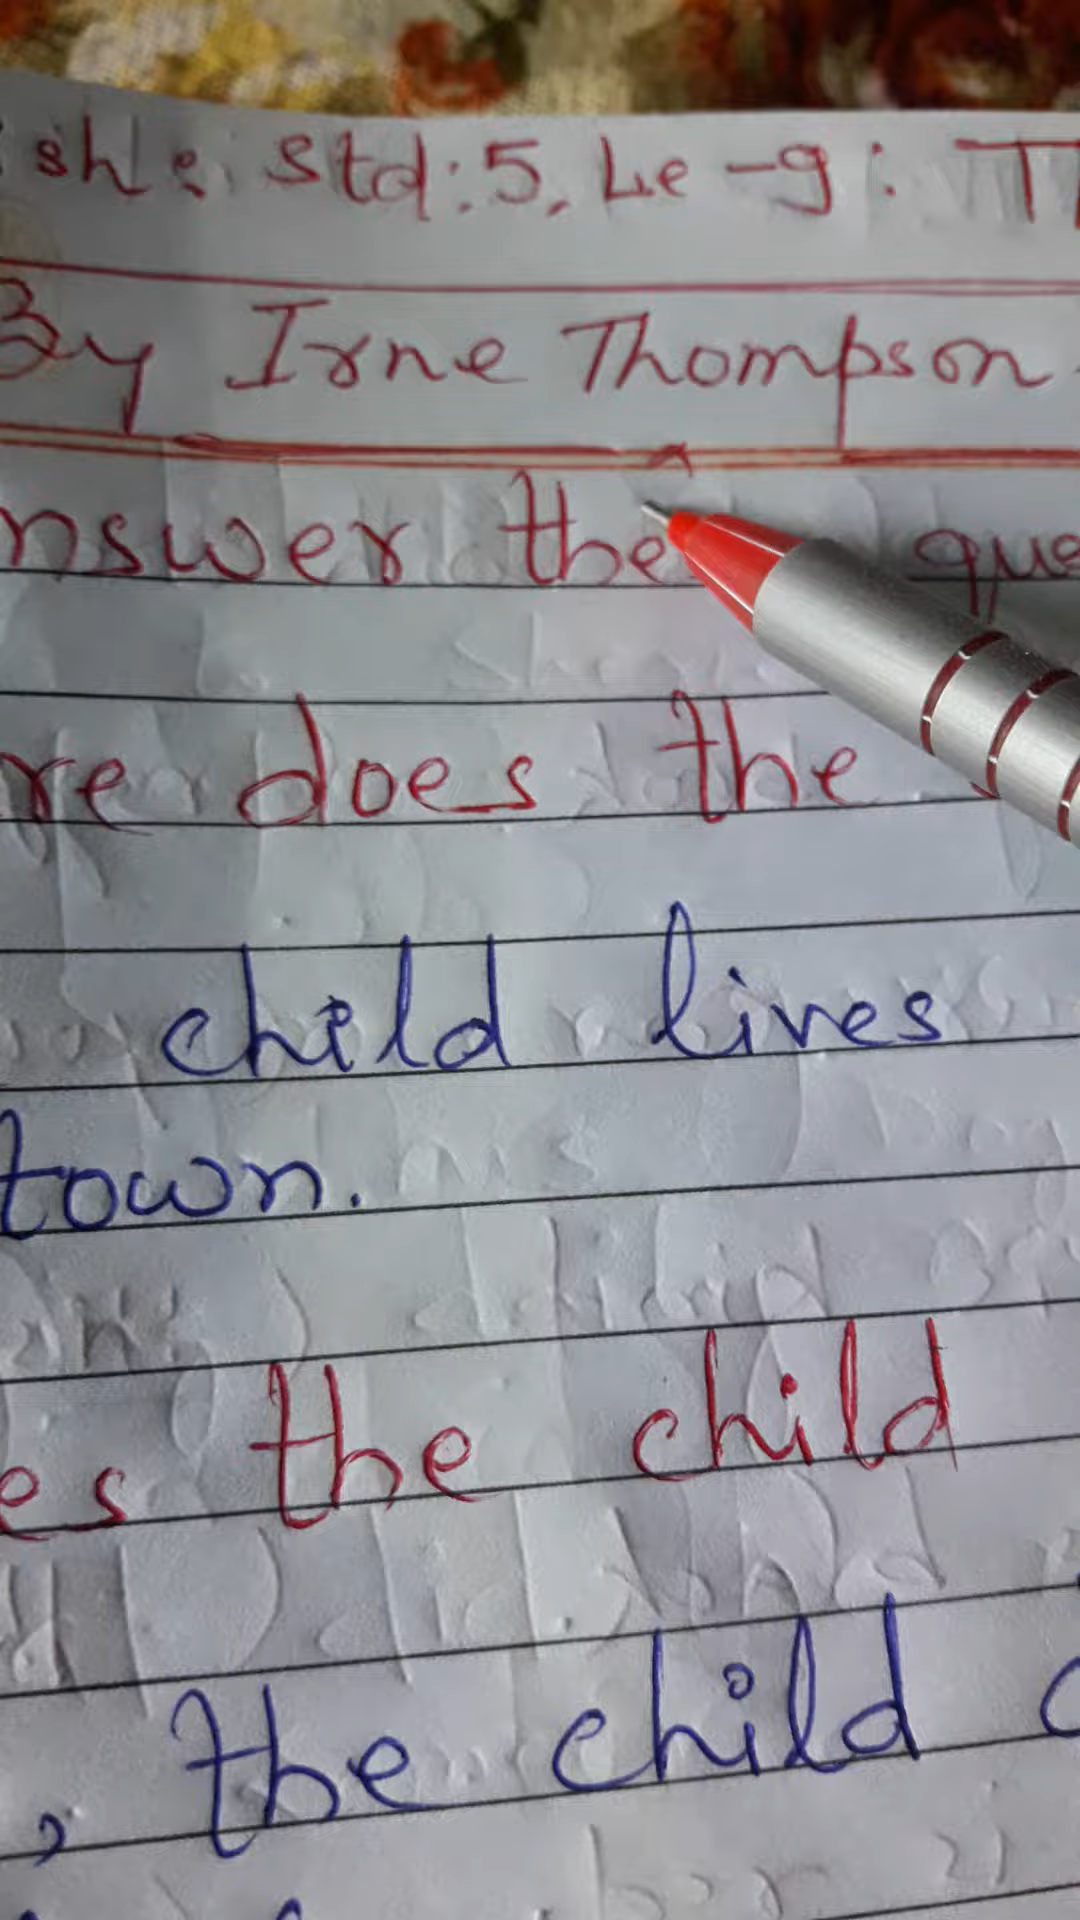 sh: Std: 5, Le-9: T
By Irne Thompson
nswer the que
re does the
child lives
town.
es the child
, the child